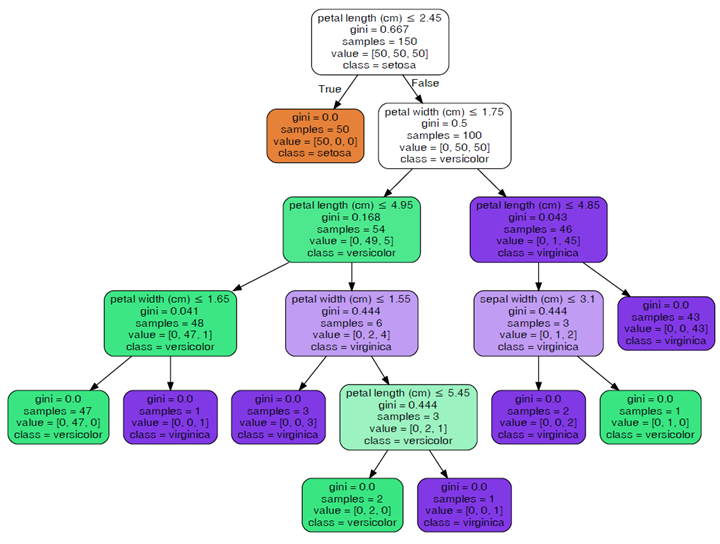 petal length (cm) ≤ 2.45
gini = 0.667
samples = 150
value = [50, 50, 50]
class = setosa
True
False
gini = 0.0
samples = 50
value = [50, 0, 0]
class = setosa
petal width (cm) ≤ 1.75
gini = 0.5
samples = 100
value = [0, 50, 50]
class = versicolor
petal length (cm) ≤ 4.95
gini = 0.168
samples = 54
value = [0, 49, 5]
class = versicolor
petal length (cm) ≤ 4.85
gini = 0.043
samples = 46
value = [0, 1, 45]
class = virginica
petal width (cm) ≤ 1.65
gini = 0.041
samples = 48
value = [0, 47, 1]
class = versicolor
petal width (cm) ≤ 1.55
gini = 0.444
samples = 6
value = [0, 2, 4]
class = virginica
sepal width (cm) ≤ 3.1
gini = 0.444
samples = 3
value = [0, 1, 2]
class = virginica
gini = 0.0
samples = 43
value = [0, 0, 43]
class = virginica
gini = 0.0
samples = 47
value = [0, 47, 0]
class = versicolor
gini = 0.0
samples = 1
value = [0, 0, 1]
class = virginica
gini = 0.0
samples = 3
value = [0, 0, 3]
class = virginica
petal length (cm) ≤ 5.45
gini = 0.444
samples = 3
value = [0, 2, 1]
class = versicolor
gini = 0.0
samples = 2
value = [0, 0, 2]
class = virginica
gini = 0.0
samples = 1
value = [0, 1, 0]
class = versicolor
gini = 0.0
samples = 2
value = [0, 2, 0]
class = versicolor
gini = 0.0
samples = 1
value = [0, 0, 1]
class = virginica